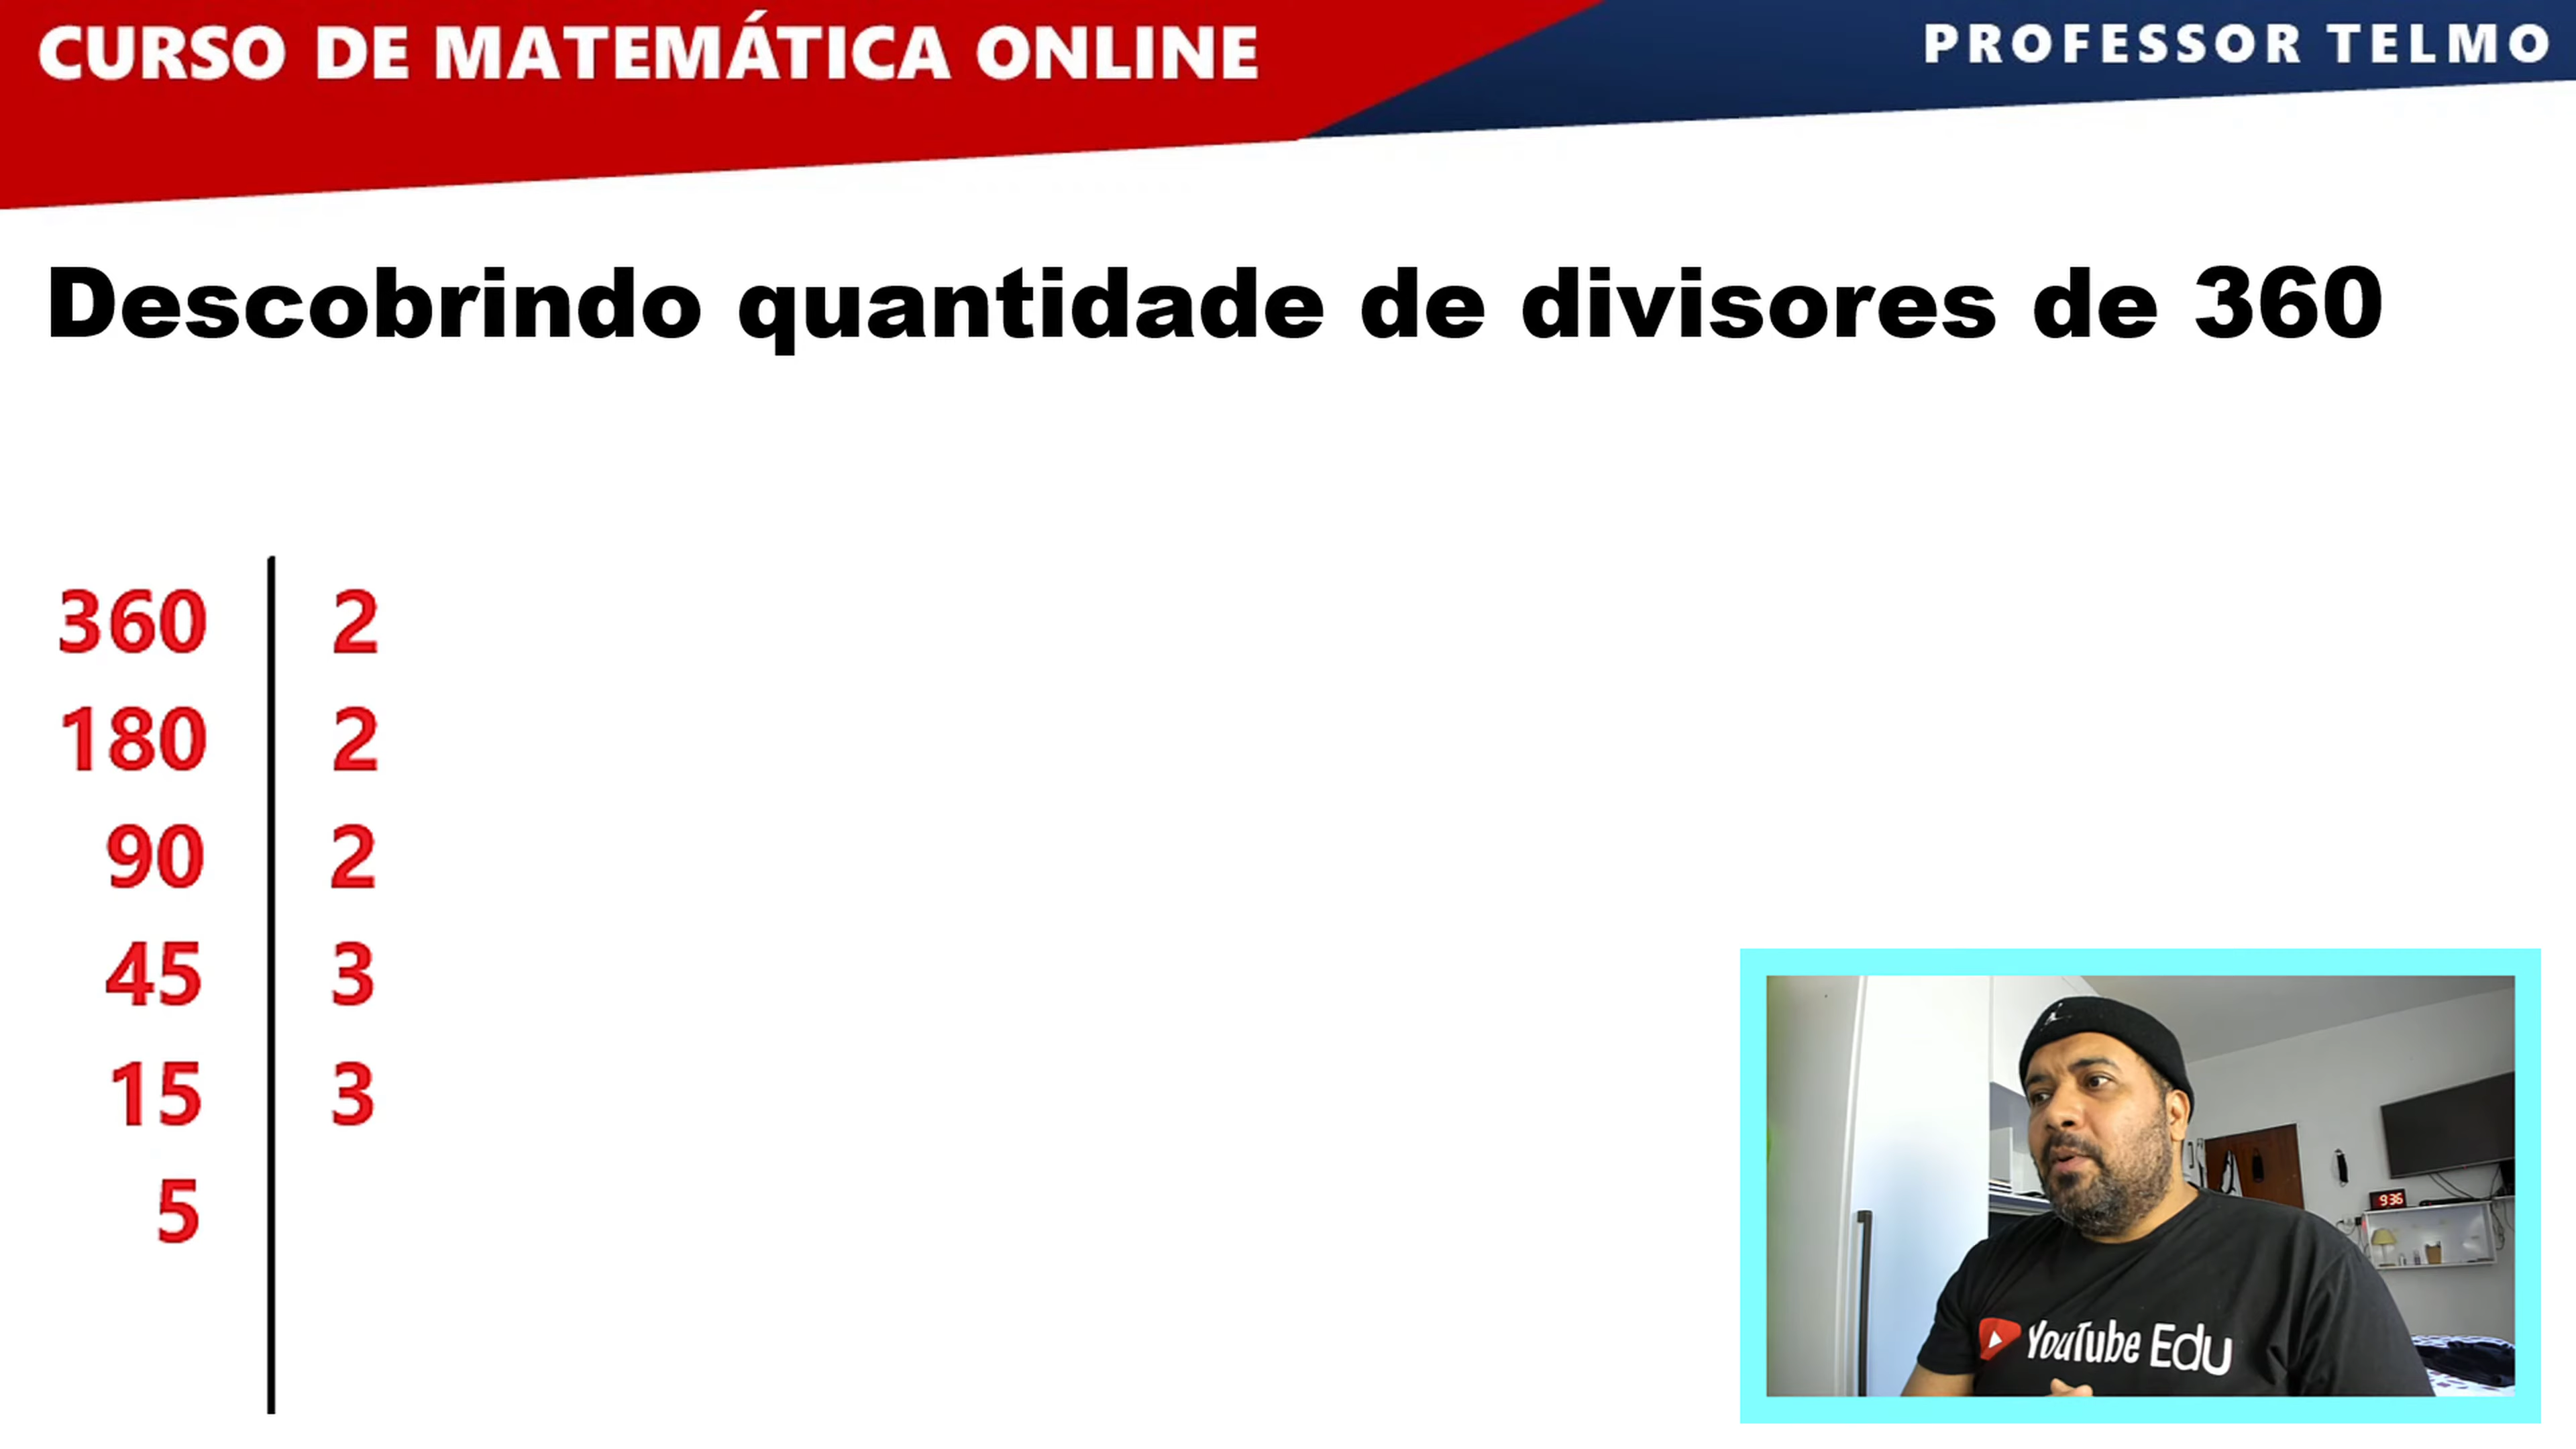 CURSO DE MATEMÁTICA ONLINE
PROFESSOR TELMO
Descobrindo quantidade de divisores de 360
360 2
180 2
90 2
45 3
15 3
5
936
YouTube Edu